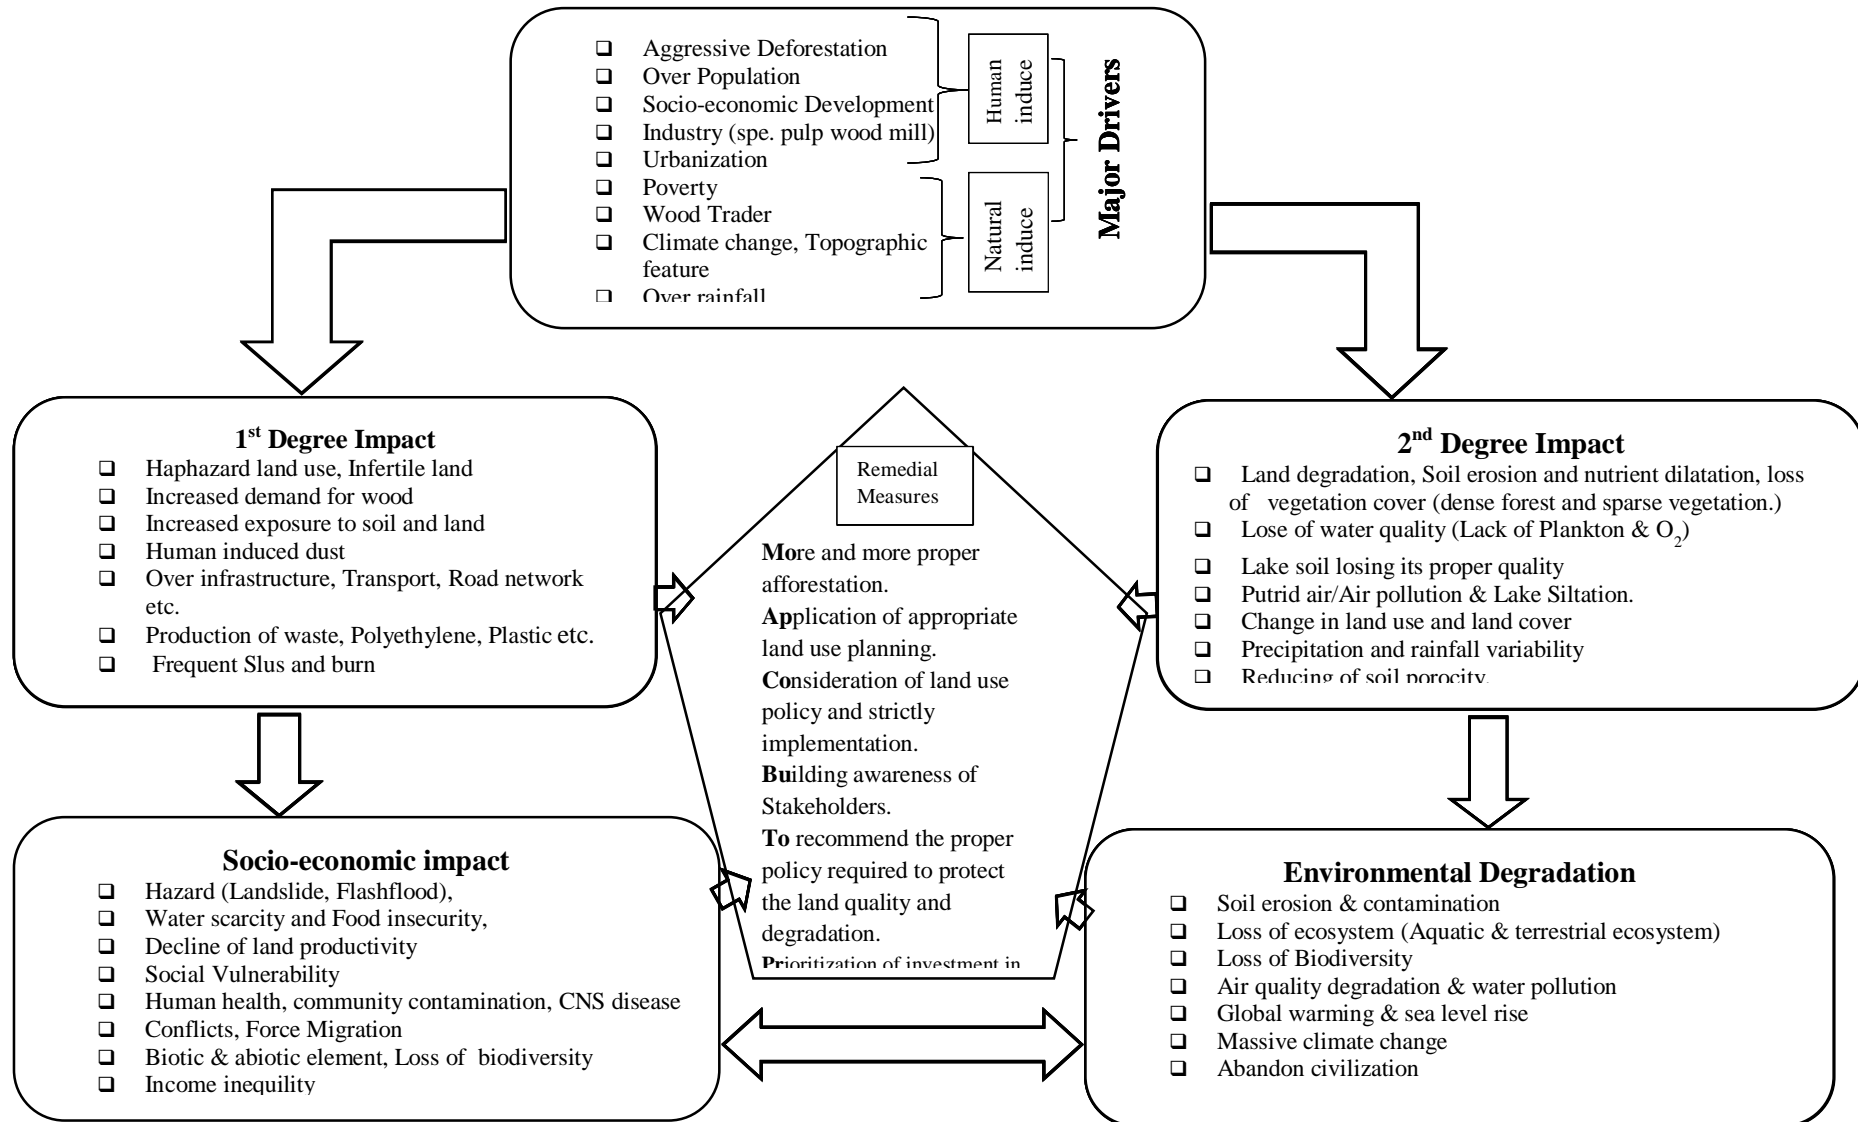 Aggressive Deforestation
Over Population
Socio-economic Development
Industry (spe. pulp wood mill)
Urbanization
Poverty
Wood Trader
Climate change, Topographic
feature
Over rainfall
Human
induce
Natural
induce
Major Drivers
1st Degree Impact
Haphazard land use, Infertile land
Increased demand for wood
Increased exposure to soil and land
Human induced dust
Over infrastructure, Transport, Road network
etc.
Production of waste, Polyethylene, Plastic etc.
Frequent Slus and burn
Remedial
Measures
More and more proper
afforestation.
Application of appropriate
land use planning.
Consideration of land use
policy and strictly
implementation.
Building awareness of
Stakeholders.
To recommend the proper
policy required to protect
the land quality and
degradation.
Prioritization of investment in
2nd Degree Impact
Land degradation, Soil erosion and nutrient dilatation, loss
of vegetation cover (dense forest and sparse vegetation.)
Lose of water quality (Lack of Plankton & O2)
Lake soil losing its proper quality
Putrid air/Air pollution & Lake Siltation.
Change in land use and land cover
Precipitation and rainfall variability
Reducing of soil porocity.
Socio-economic impact
Hazard (Landslide, Flashflood),
Water scarcity and Food insecurity,
Decline of land productivity
Social Vulnerability
Human health, community contamination, CNS disease
Conflicts, Force Migration
Biotic & abiotic element, Loss of biodiversity
Income inequility
Environmental Degradation
Soil erosion & contamination
Loss of ecosystem (Aquatic & terrestrial ecosystem)
Loss of Biodiversity
Air quality degradation & water pollution
Global warming & sea level rise
Massive climate change
Abandon civilization